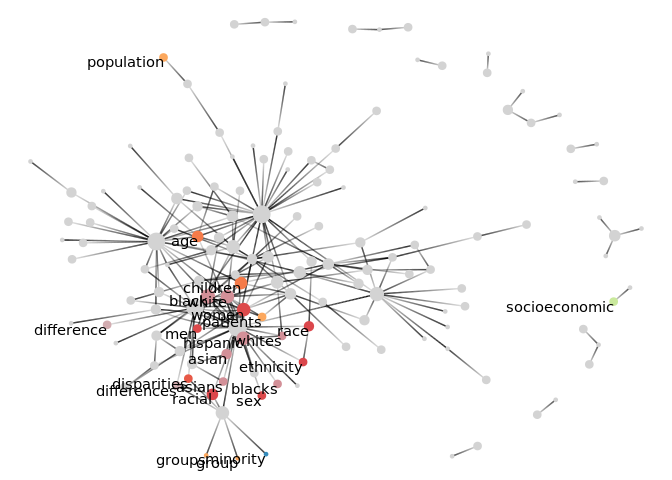 population
age
children
black
white
women
patients
socioeconomic
difference
men
race
hispanic
whites
asian
ethnicity
disparities
asians
differences
blacks
racial
sex
groups
group
minority